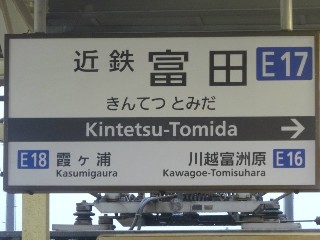 近鉄 富田 E17
きんてつ とみだ
Kintetsu-Tomida →
E18 霞ヶ浦 川越富洲原 E16
Kasumigaura Kawagoe-Tomisuhara